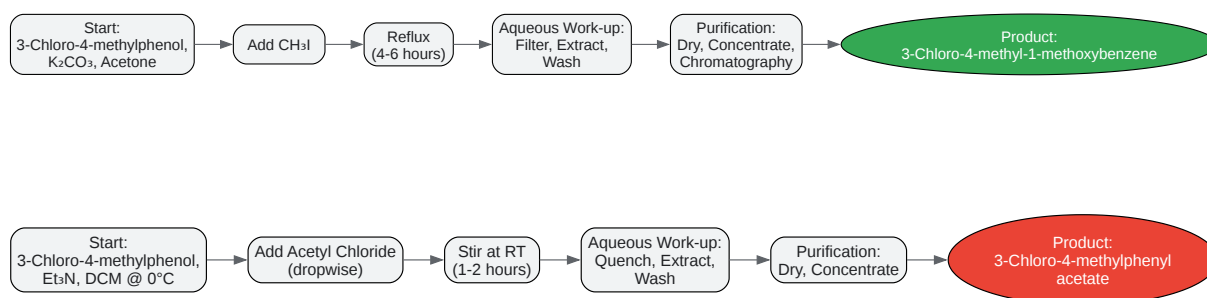 Start:
3-Chloro-4-methylphenol,
K₂CO₃, Acetone
Add CH₃I
Reflux
(4-6 hours)
Aqueous Work-up:
Filter, Extract,
Wash
Purification:
Dry, Concentrate,
Chromatography
Product:
3-Chloro-4-methyl-1-methoxybenzene
Start:
3-Chloro-4-methylphenol,
Et₃N, DCM @ 0°C
Add Acetyl Chloride
(dropwise)
Stir at RT
(1-2 hours)
Aqueous Work-up:
Quench, Extract,
Wash
Purification:
Dry, Concentrate
Product:
3-Chloro-4-methylphenyl
acetate